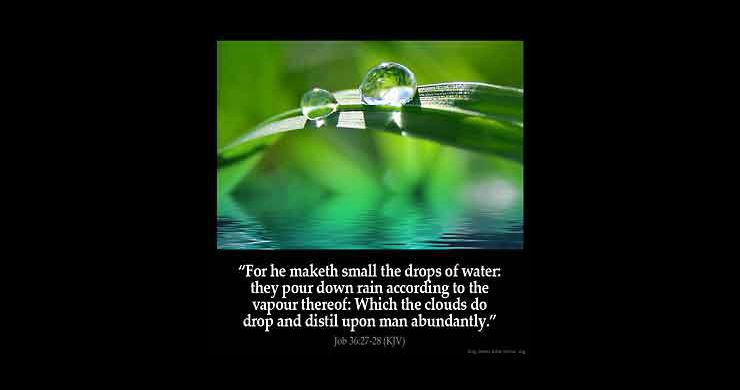 “For he maketh small the drops of water:
they pour down rain according to the
vapour thereof: Which the clouds do
drop and distil upon man abundantly.”
Job 36:27-28 (KJV)